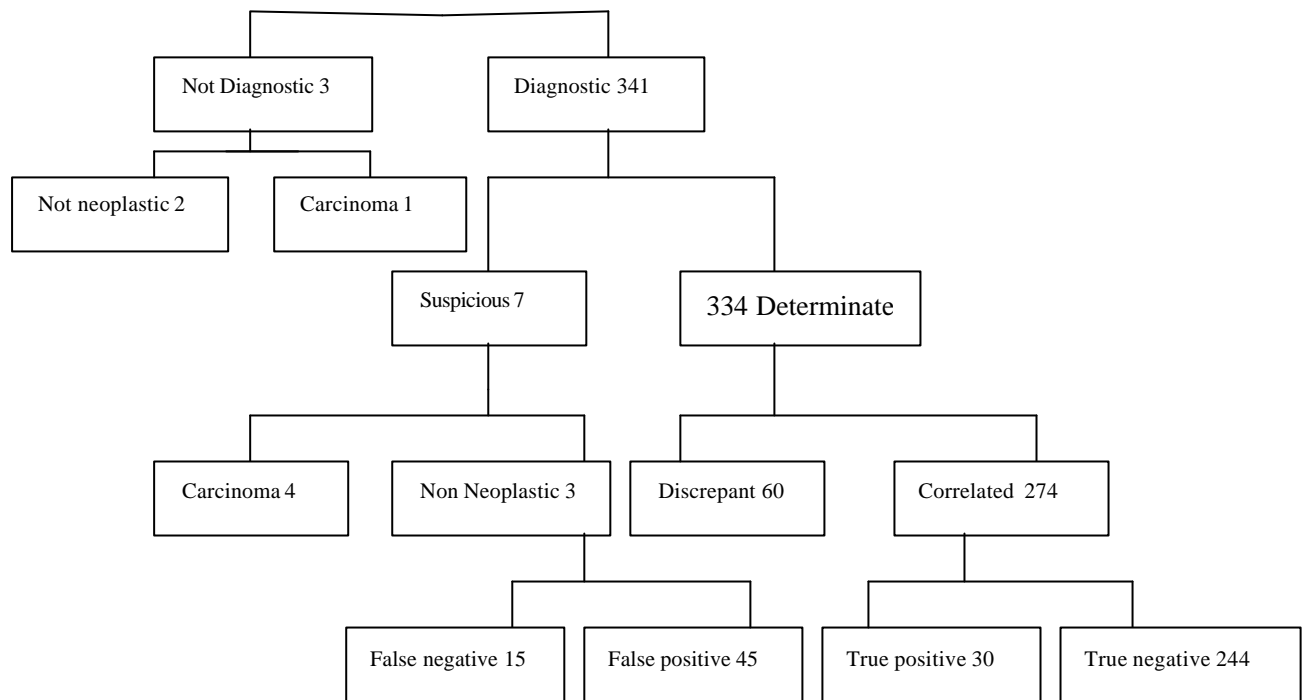 Not Diagnostic 3
Diagnostic 341
Not neoplastic 2
Carcinoma 1
Suspicious 7
334 Determinate
Carcinoma 4
Non Neoplastic 3
Discrepant 60
Correlated 274
False negative 15
False positive 45
True positive 30
True negative 244